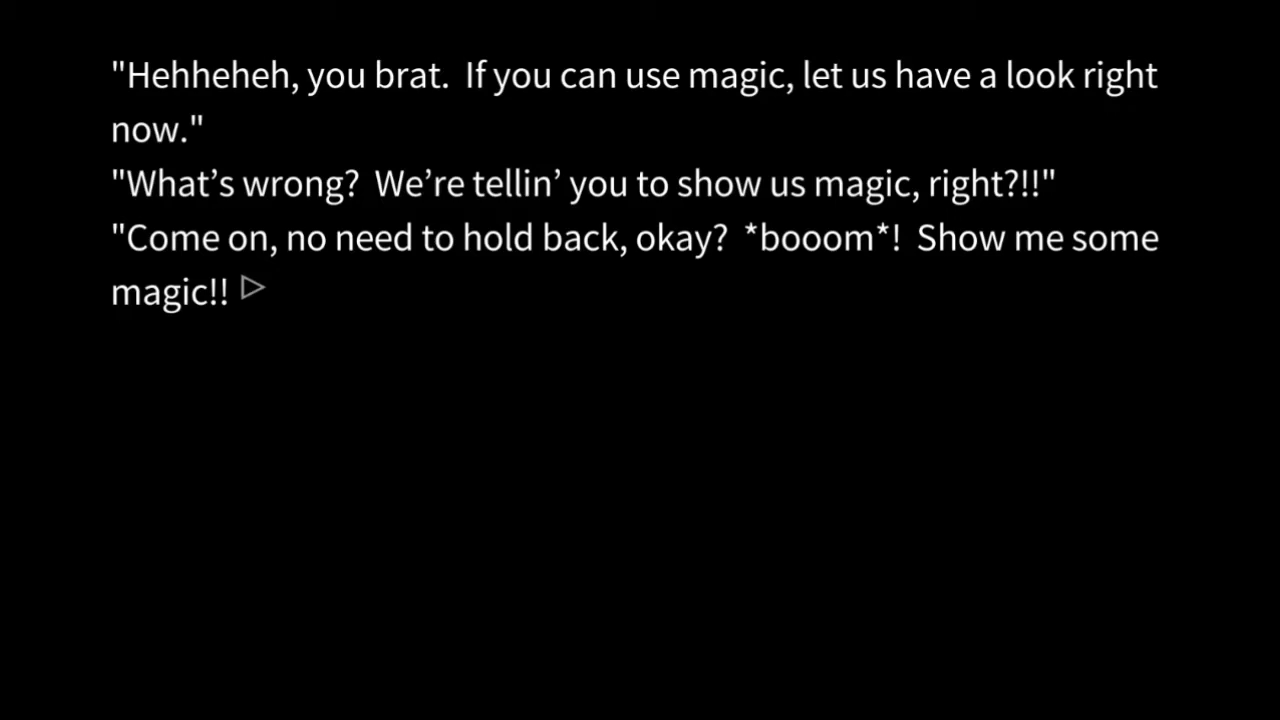 "Hehheheh, you brat.  If you can use magic, let us have a look right
now."
"What’s wrong?  We’re tellin’ you to show us magic, right?!!"
"Come on, no need to hold back, okay?  *booom*!  Show me some
magic!!